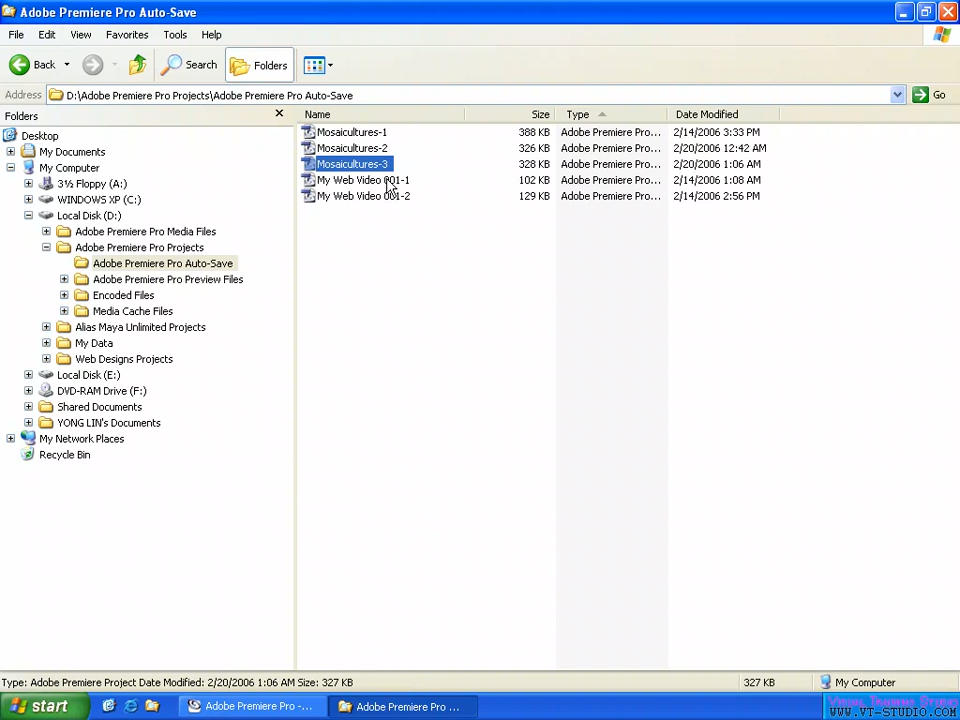 Adobe Premiere Pro Auto-Save
File Edit View Favorites Tools Help
Back Search Folders
Address D:\Adobe Premiere Pro Projects\Adobe Premiere Pro Auto-Save Go
Folders
Desktop
My Documents
My Computer
3½ Floppy (A:)
WINDOWS XP (C:)
Local Disk (D:)
Adobe Premiere Pro Media Files
Adobe Premiere Pro Projects
Adobe Premiere Pro Auto-Save
Adobe Premiere Pro Preview Files
Encoded Files
Media Cache Files
Alias Maya Unlimited Projects
My Data
Web Designs Projects
Local Disk (E:)
DVD-RAM Drive (F:)
Shared Documents
YONG LIN's Documents
My Network Places
Recycle Bin
Name Size Type Date Modified
Mosaicultures-1 388 KB Adobe Premiere Pro... 2/14/2006 3:33 PM
Mosaicultures-2 326 KB Adobe Premiere Pro... 2/20/2006 12:42 AM
Mosaicultures-3 328 KB Adobe Premiere Pro... 2/20/2006 1:06 AM
My Web Video 001-1 102 KB Adobe Premiere Pro... 2/14/2006 1:08 AM
My Web Video 001-2 129 KB Adobe Premiere Pro... 2/14/2006 2:56 PM
Type: Adobe Premiere Project Date Modified: 2/20/2006 1:06 AM Size: 327 KB 327 KB My Computer
start Adobe Premiere Pro -... Adobe Premiere Pro ...
WWW.VT-STUDIO.COM